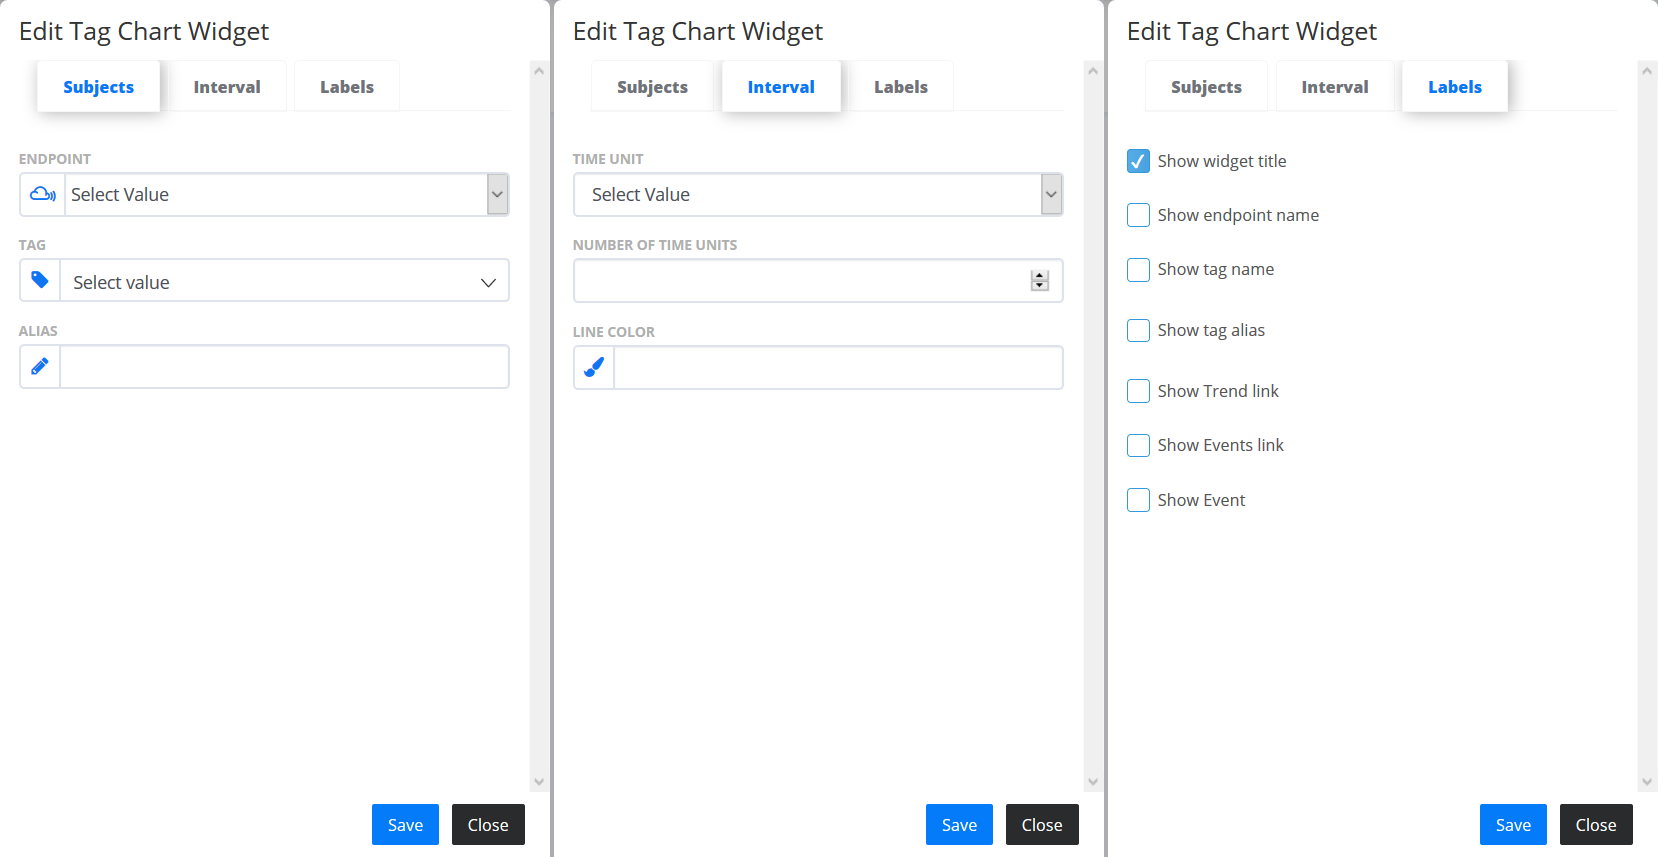 Edit Tag Chart Widget
Subjects
Interval
Labels
ENDPOINT
Select Value
TAG
Select value
ALIAS
Save
Close
Edit Tag Chart Widget
Subjects
Interval
Labels
TIME UNIT
Select Value
NUMBER OF TIME UNITS
LINE COLOR
Save
Close
Edit Tag Chart Widget
Subjects
Interval
Labels
Show widget title
Show endpoint name
Show tag name
Show tag alias
Show Trend link
Show Events link
Show Event
Save
Close